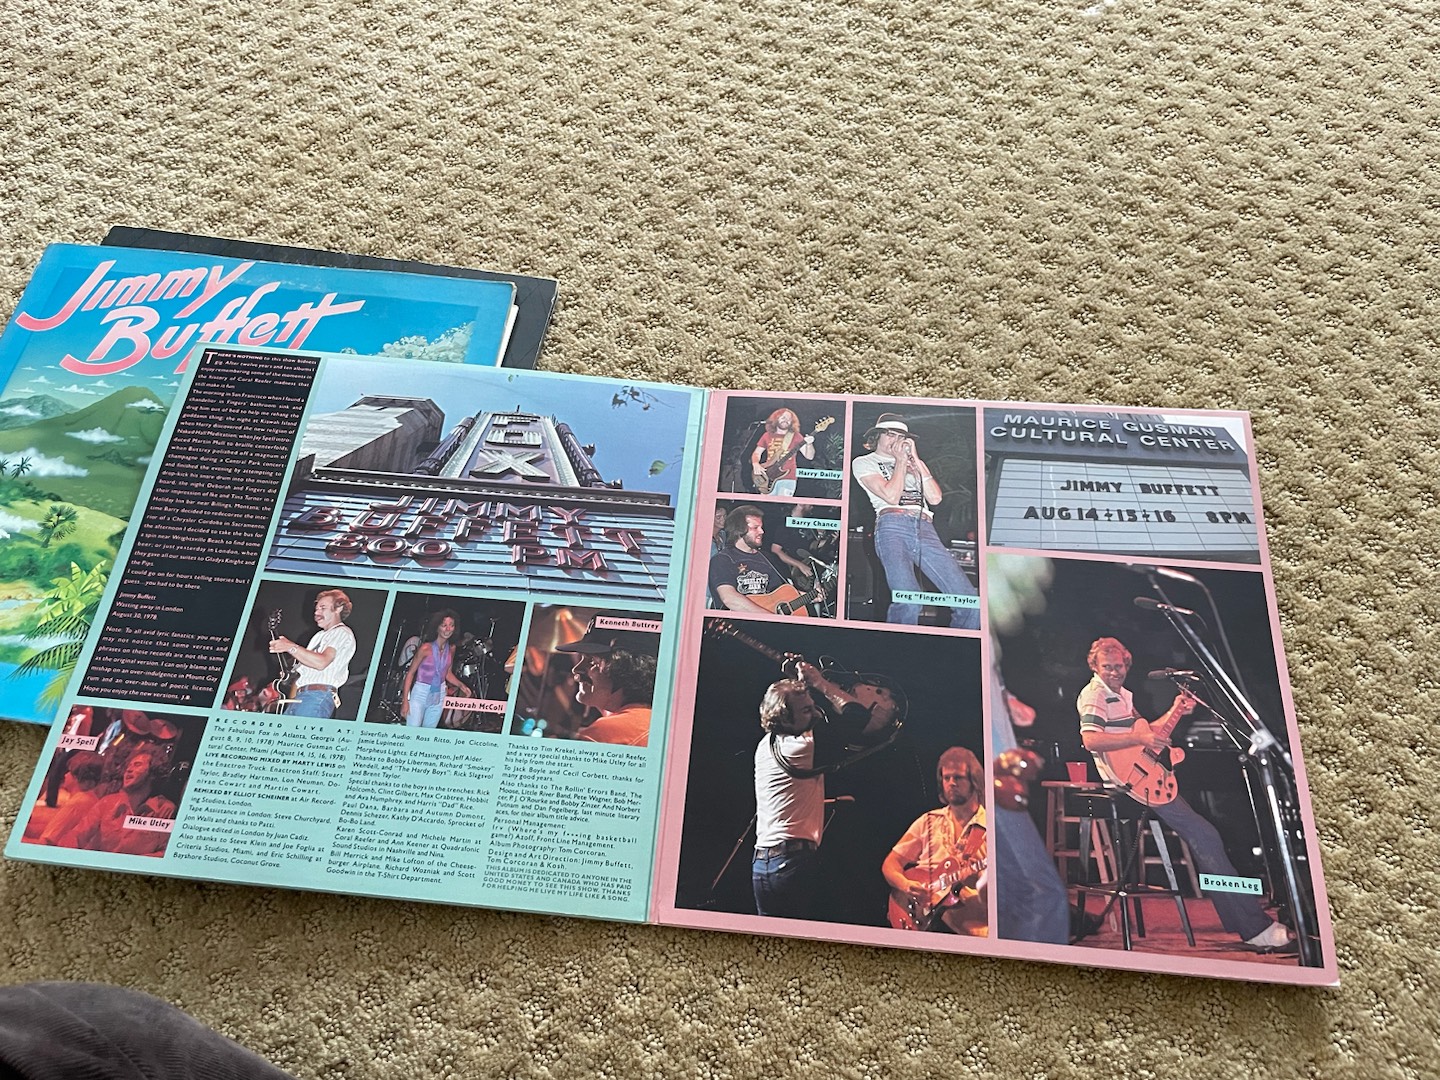 Jimmy
Buffett
THERE'S NOTHING to this show bidness
After twelve years and ten albums I
enjoy remembering some of the moments in
the history of Coral Reefer madness that
still make it fun.
The morning in San Francisco when I found a
chandelier in Fingers' bathroom sink and
drug him out of bed to help me rehang the
goddamn thing; the night at Kiawah Island
when Harry discovered the new religion of
Naked Hall Meditation; when Jay Spell intro-
duced Martin Mull to braille centerfolds;
when Buttrey polished off a magnum of
champagne during a Central Park concert
and finished the evening by attempting to
drop-kick his snare drum into the monitor
board; the night Deborah and Fingers did
their impression of Ike and Tina Turner in a
Holiday Inn bar near Billings, Montana; the
time Barry decided to redecorate the inte-
rior of a Chrysler Cordoba in Sacramento;
the afternoon I decided to take the bus for
a spin near Wrightsville Beach to find some
beer; or just yesterday in London, when
they gave all our suites to Gladys Knight and
the Pips.
I could go on for hours telling stories but I
guess...you had to be there.
Jimmy Buffett
Wasting away in London
August 30, 1978
Note: To all avid lyric fanatics: you may or
may not notice that some verses and
phrases on these records are not the same
as the original version. I can only blame the
mishap on an over-indulgence in Mount Gay
rum and an over-abuse of poetic license.
Hope you enjoy the new versions. J.B.
FOX
JIMMY
BUFFETT
800 PM
Deborah McColl
Kenneth Buttrey
Jay Spell
Mike Utley
RECORDED LIVE AT:
The Fabulous Fox in Atlanta, Georgia (Au-
gust 8, 9, 10, 1978) Maurice Gusman Cul-
tural Center, Miami (August 14, 15, 16, 1978).
LIVE RECORDING MIXED BY MARTY LEWIS on
the Enactron Truck. Enactron Staff: Stuart
Taylor, Bradley Hartman, Lon Neuman, Do-
nivan Cowart and Martin Cowart.
REMIXED BY ELLIOT SCHEINER at Air Record-
ing Studios, London.
Tape Assistance in London: Steve Churchyard.
Jon Walls and thanks to Patti.
Dialogue edited in London by Juan Cadiz.
Also thanks to Steve Klein and Joe Foglia at
Criteria Studios, Miami; and Eric Schilling at
Bayshore Studios, Coconut Grove.
Silverfish Audio: Ross Ritto, Joe Ciccoline,
Jamie Lupinetti.
Morpheus Lights: Ed Masington, Jeff Alder.
Thanks to Bobby Liberman, Richard "Smokey"
Wendell, and "The Hardy Boys": Rick Slagsvol
and Brent Taylor.
Special thanks to the boys in the trenches. Rick
Holcomb, Clint Gilbert, Max Crabtree, Hobbit
and Ava Humphrey, and Harris "Dad" Rice.
Paul Dana, Barbara and Autumn Dumont,
Dennis Schezer, Kathy D'Accardo, Sprocket of
Bo-Bo Land.
Karen Scott-Conrad and Michele Martin at
Coral Reefer and Ann Keener at Quadrafonic
Sound Studios in Nashville and Nina.
Bill Merrick and Mike Lofton of the Cheese-
burger Airplane. Richard Wozniak and Scott
Goodwin in the T-Shirt Department.
Thanks to Tim Krekel, always a Coral Reefer,
and a very special thanks to Mike Utley for all
his help from the start.
To Jack Boyle and Cecil Corbett, thanks for
many good years.
Also thanks to The Rollin' Errors Band, The
Moose, Little River Band, Pete Wagner, Bob Mer-
cer, P.J. O'Rourke and Bobby Zinzer. And Norbert
Putnam and Dan Fogelberg, last minute literary
aces, for their album title advice.
Personal Management:
Irv (Where's my f...ing basketball
game?) Azoff, Front Line Management.
Album Photography: Tom Corcoran.
Design and Art Direction: Jimmy Buffett,
Tom Corcoran & Kosh.
THIS ALBUM IS DEDICATED TO ANYONE IN THE
UNITED STATES AND CANADA WHO HAS PAID
GOOD MONEY TO SEE THIS SHOW. THANKS
FOR HELPING ME LIVE MY LIFE LIKE A SONG.
Harry Dailey
Barry Chance
Greg "Fingers" Taylor
MAURICE GUSMAN
CULTURAL CENTER
JIMMY BUFFETT
AUG 14+15+16 8PM
Broken Leg